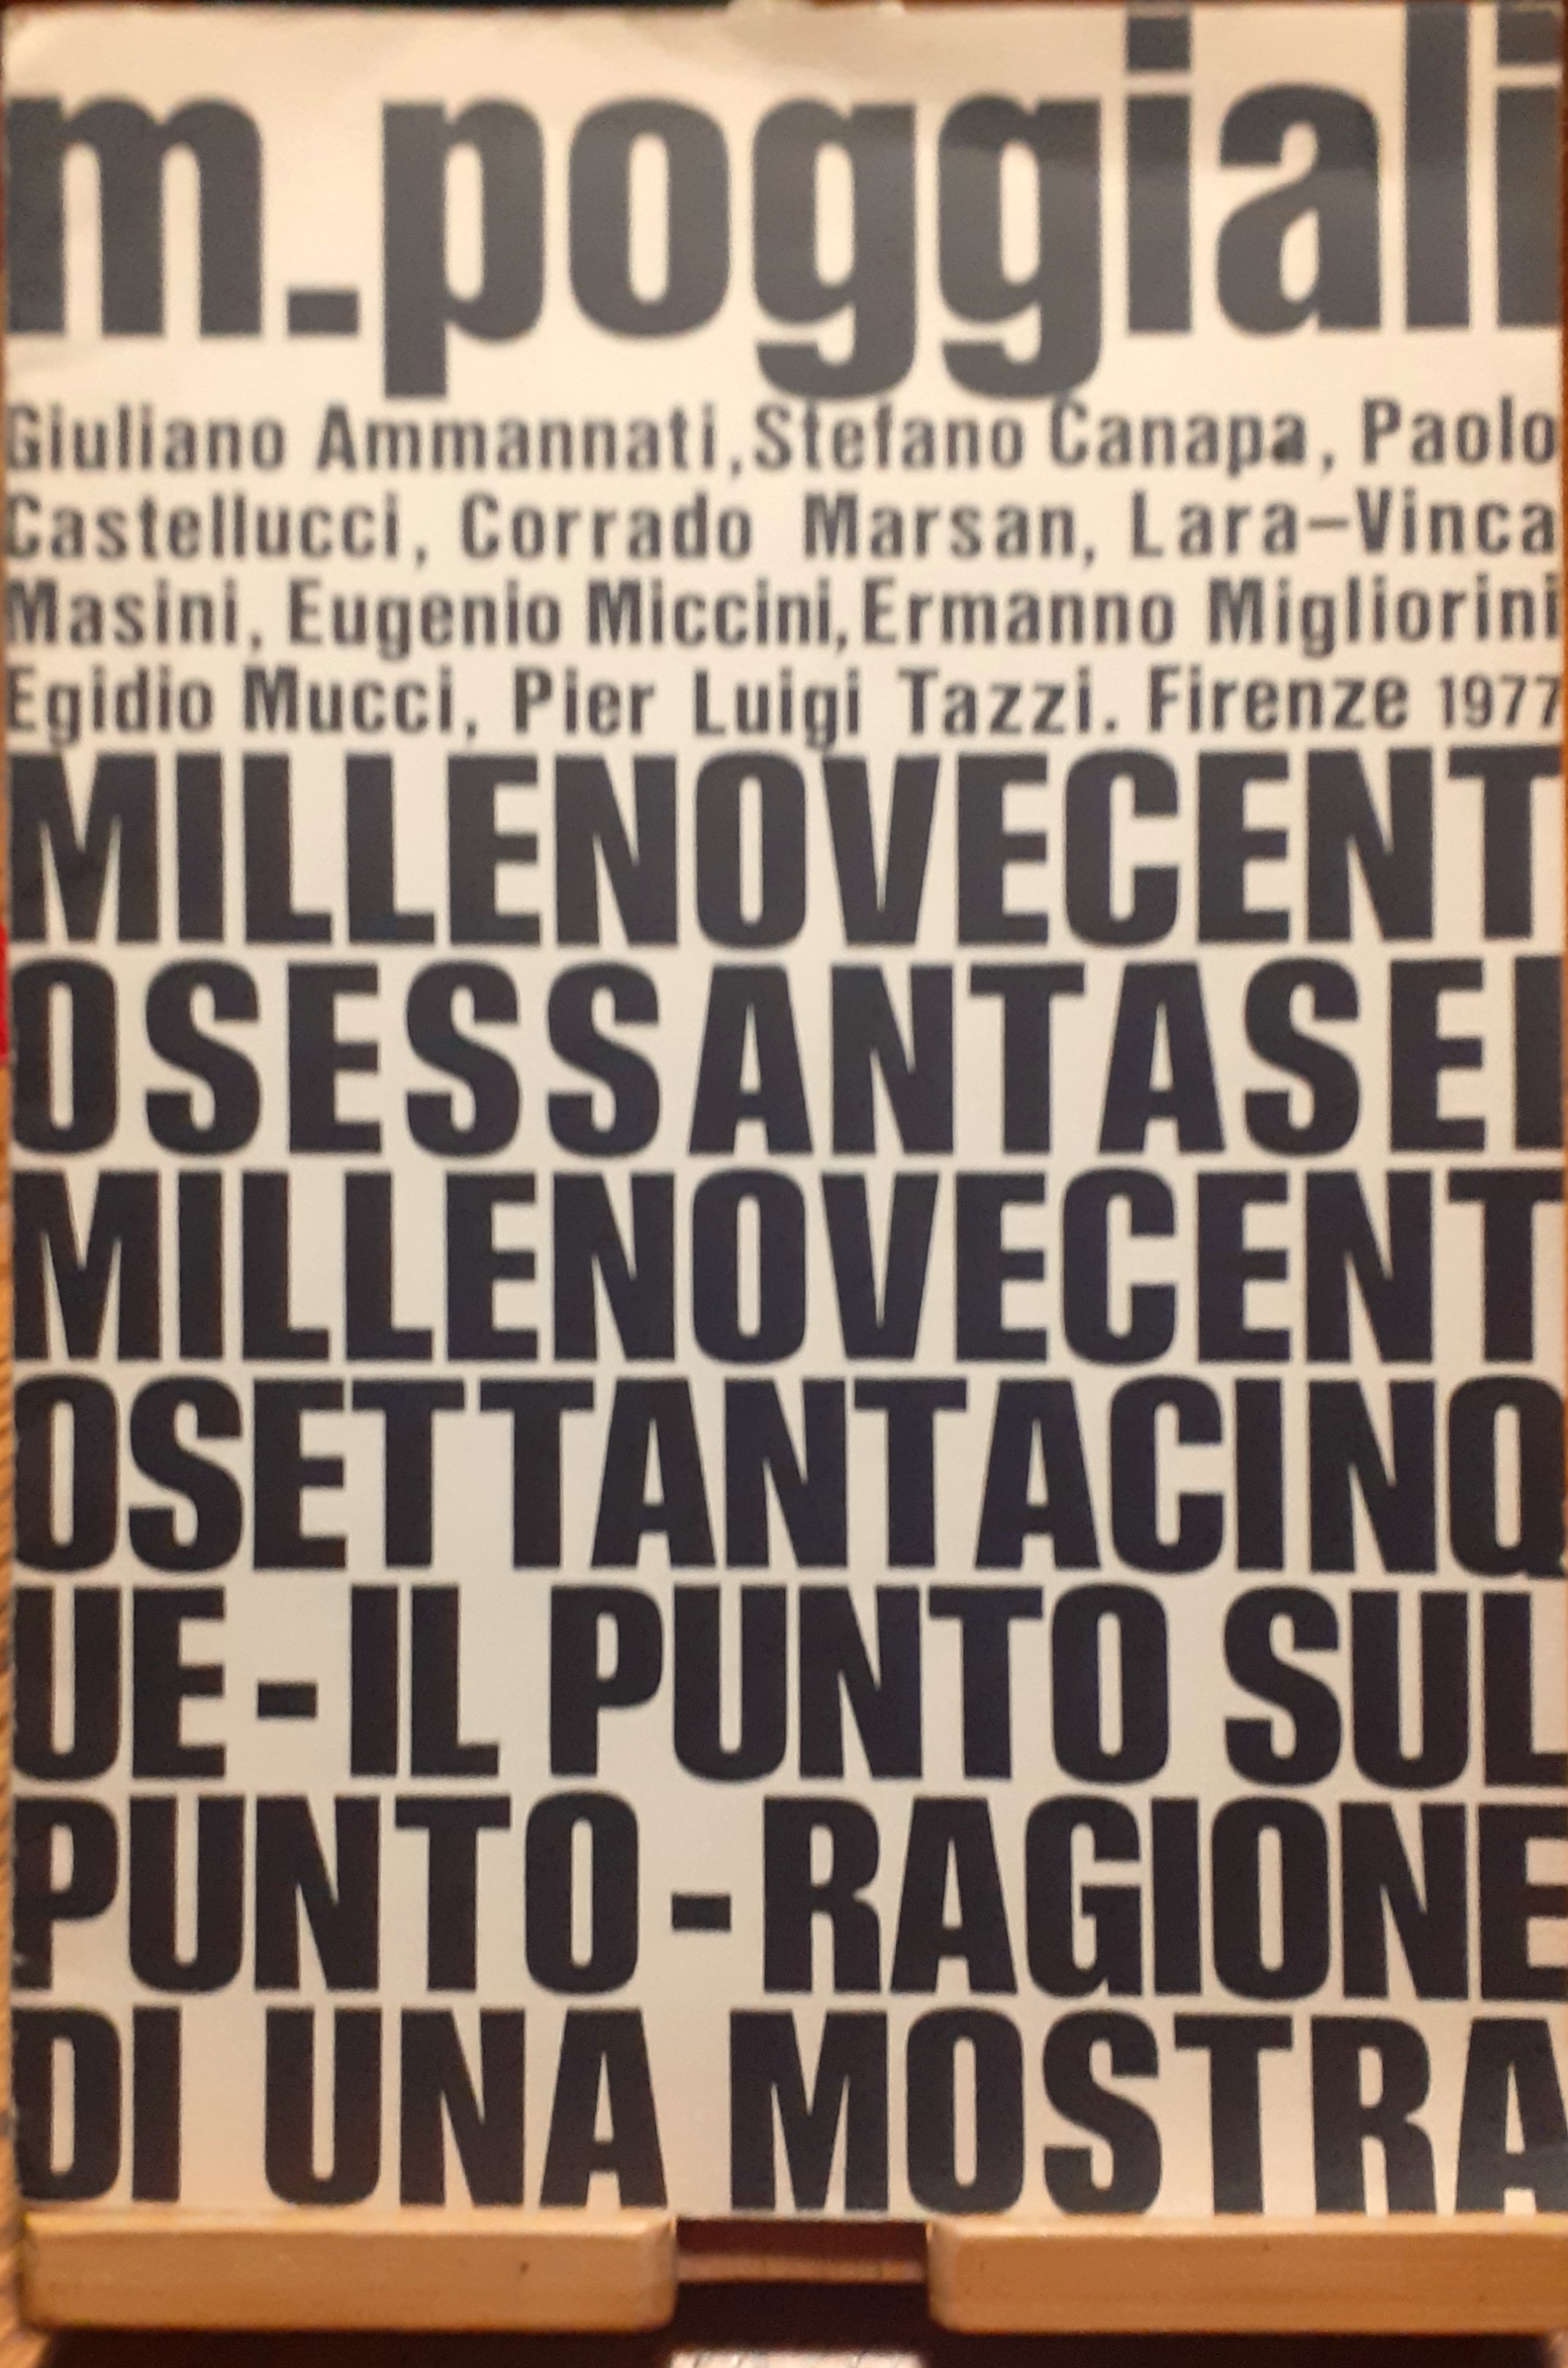 m.poggiali
Giuliano Ammannati, Stefano Canapa, Paolo
Castellucci, Corrado Marsan, Lara-Vinca
Masini, Eugenio Miccini, Ermanno Migliorini
Egidio Mucci, Pier Luigi Tazzi. Firenze 1977
MILLENOVECENT
OSESSANTASEI
MILLENOVECENT
OSETTANTACINQ
UE-IL PUNTO SUL
PUNTO-RAGIONE
DI UNA MOSTRA